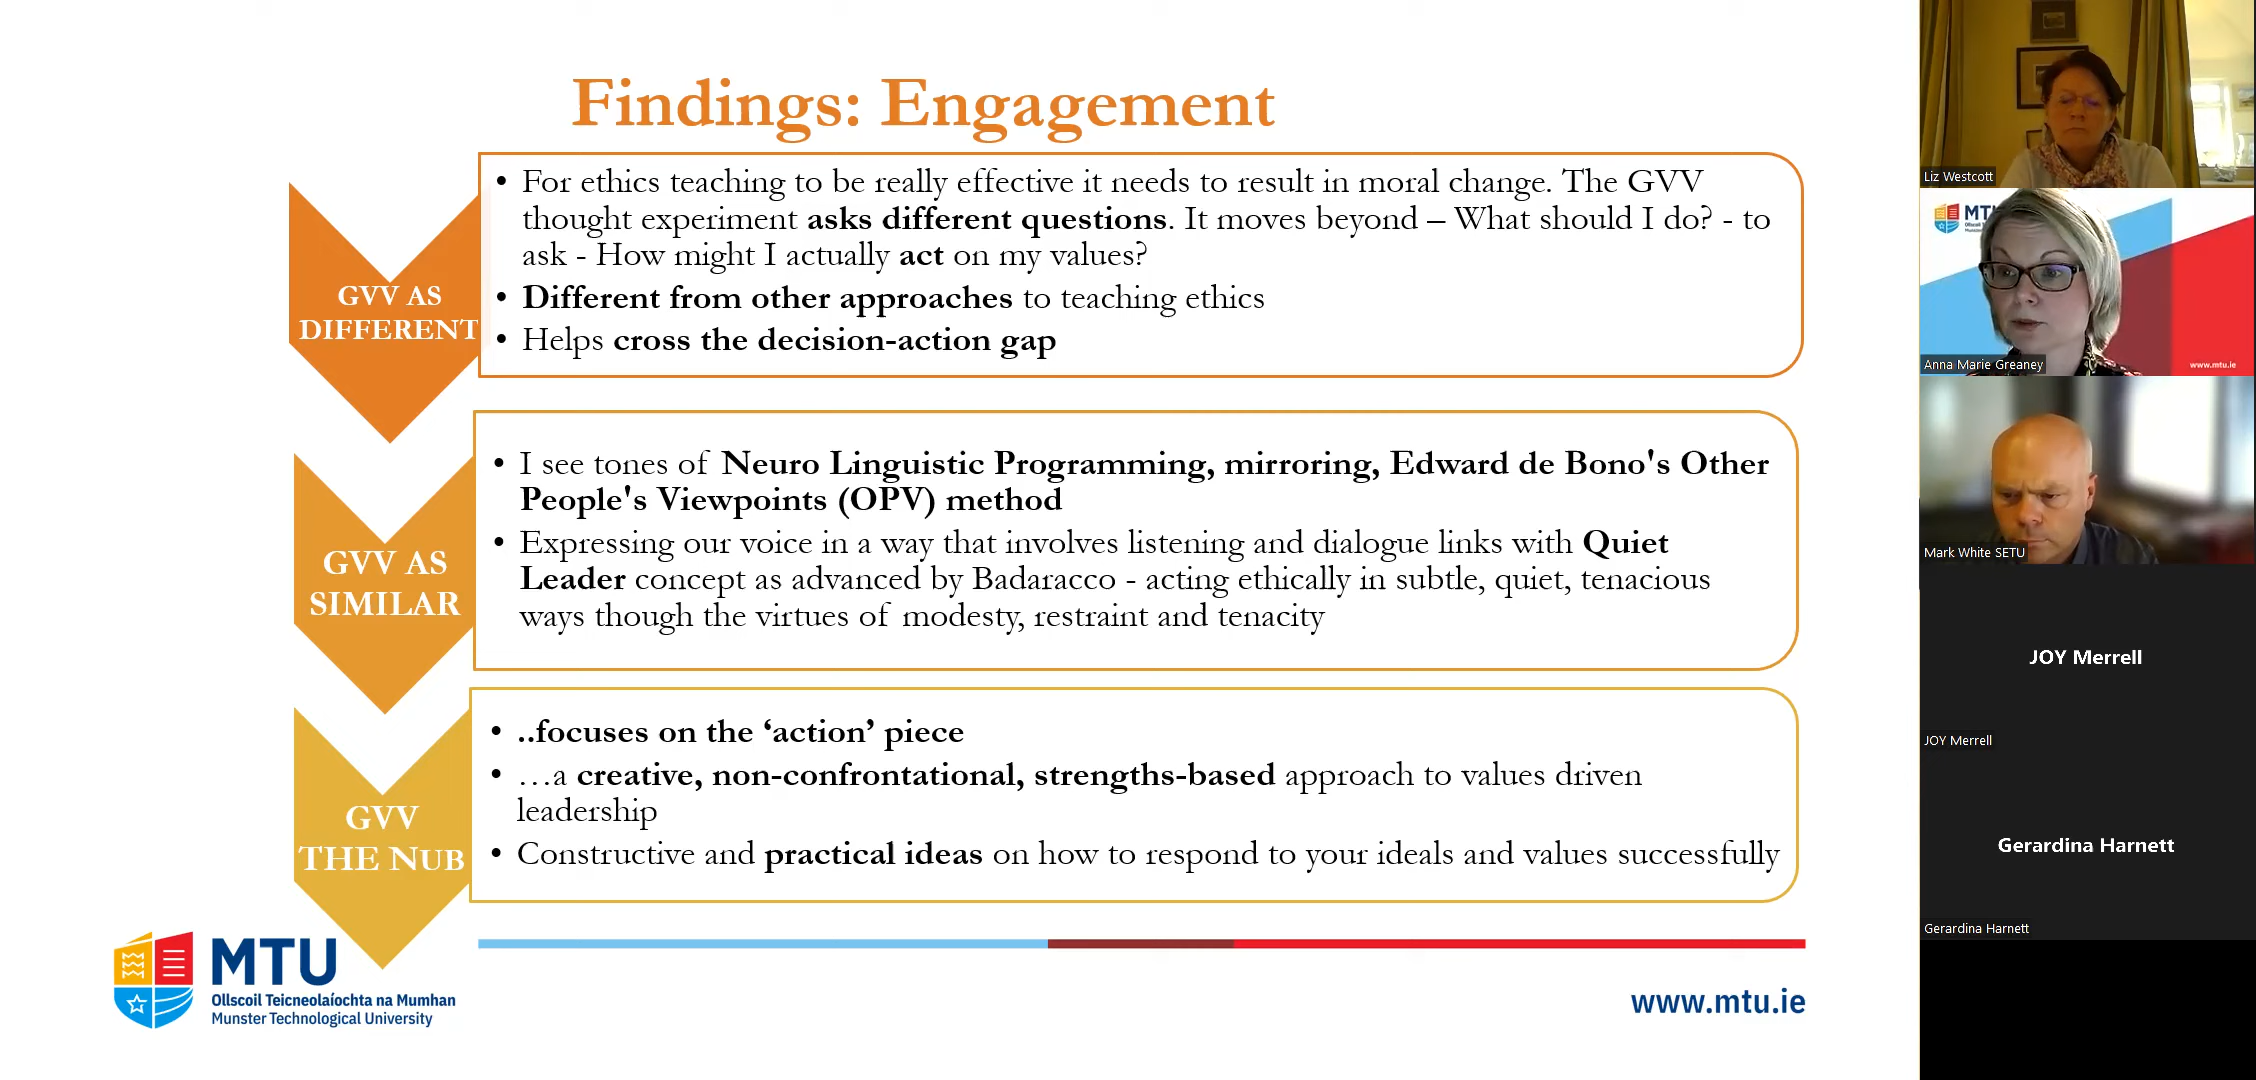 Findings: Engagement
GVV AS
DIFFERENT
• For ethics teaching to be really effective it needs to result in moral change. The GVV
thought experiment asks different questions. It moves beyond – What should I do? - to
ask - How might I actually act on my values?
• Different from other approaches to teaching ethics
• Helps cross the decision-action gap
GVV AS
SIMILAR
• I see tones of Neuro Linguistic Programming, mirroring, Edward de Bono's Other
People's Viewpoints (OPV) method
• Expressing our voice in a way that involves listening and dialogue links with Quiet
Leader concept as advanced by Badaracco - acting ethically in subtle, quiet, tenacious
ways though the virtues of modesty, restraint and tenacity
GVV
THE NUB
• ..focuses on the ‘action’ piece
• …a creative, non-confrontational, strengths-based approach to values driven
leadership
• Constructive and practical ideas on how to respond to your ideals and values successfully
MTU
Ollscoil Teicneolaíochta na Mumhan
Munster Technological University
www.mtu.ie
Liz Westcott
MT
www.mtu.ie
Anna Marie Greaney
Mark White SETU
JOY Merrell
JOY Merrell
Gerardina Harnett
Gerardina Harnett